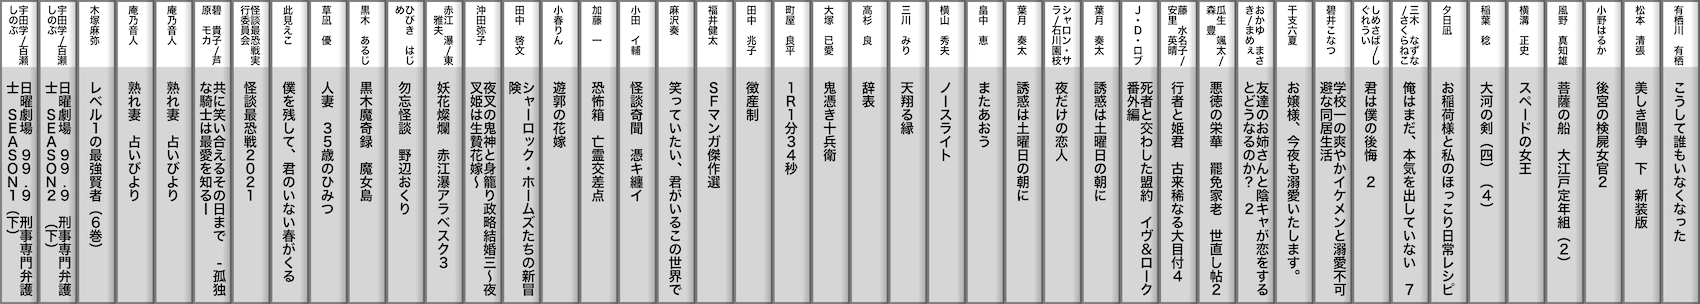 有栖川 有栖
こうして誰もいなくなった
松本 清張
美しき闘争 下 新装版
小野はるか
後宮の検屍女官2
風野 真知雄
菩薩の船 大江戸定年組(2)
横溝 正史
スペードの女王
稲葉 稔
大河の剣(四) (4)
夕日凪
お稲荷様と私のほっこり日常レシピ
三木 なずな
/さくらねこ
俺はまだ、本気を出していない 7
しめさば/し
ぐれうい
君は僕の後悔 2
碧井こなつ
学校一の爽やかイケメンと溺愛不可
避な同居生活
干支六夏
お嬢様、今夜も溺愛いたします。
おかゆ まさ
き/まめぇ
友達のお姉さんと陰キャが恋をする
とどうなるのか? 2
瓜生 颯太/
森 豊
悪徳の栄華 罷免家老 世直し帖2
藤 水名子/
安里 英晴
行者と姫君 古来稀なる大目付4
J・D・ロブ
死者と交わした盟約 イヴ&ローク
番外編
葉月 奏太
誘惑は土曜日の朝に
シャロン・サ
ラ/石川園枝
夜だけの恋人
葉月 奏太
誘惑は土曜日の朝に
畠中 恵
またあおう
横山 秀夫
ノースライト
三川 みり
天翔る縁
高杉 良
辞表
大塚 已愛
鬼憑き十兵衛
町屋 良平
1R1分34秒
田中 兆子
徴産制
福井健太
SFマンガ傑作選
麻沢奏
笑っていたい、君がいるこの世界で
小田 イ輔
怪談奇聞 憑キ纏イ
加藤 一
恐怖箱 亡霊交差点
小春りん
遊郭の花嫁
田中 啓文
シャーロック・ホームズたちの新冒
険
沖田弥子
夜叉の鬼神と身籠り政略結婚三~夜
叉姫は生贄花嫁~
赤江 瀑/東
雅夫
妖花燦爛 赤江瀑アラベスク3
ひびき はじ
め
勿忘怪談 野辺おくり
黒木 あるじ
黒木魔奇録 魔女島
草凪 優
人妻 35歳のひみつ
此見えこ
僕を残して、君のいない春がくる
怪談最恐戦実
行委員会
怪談最恐戦2021
碧 貴子/芦
原 モカ
共に笑い合えるその日まで -孤独
な騎士は最愛を知るー
庵乃音人
熟れ妻 占いびより
庵乃音人
熟れ妻 占いびより
木塚麻弥
レベル1の最強賢者(6巻)
宇田学/百瀬
しのぶ
日曜劇場 99.9 刑事専門弁護
士 SEASON2 (下)
宇田学/百瀬
しのぶ
日曜劇場 99.9 刑事専門弁護
士 SEASON1(下)